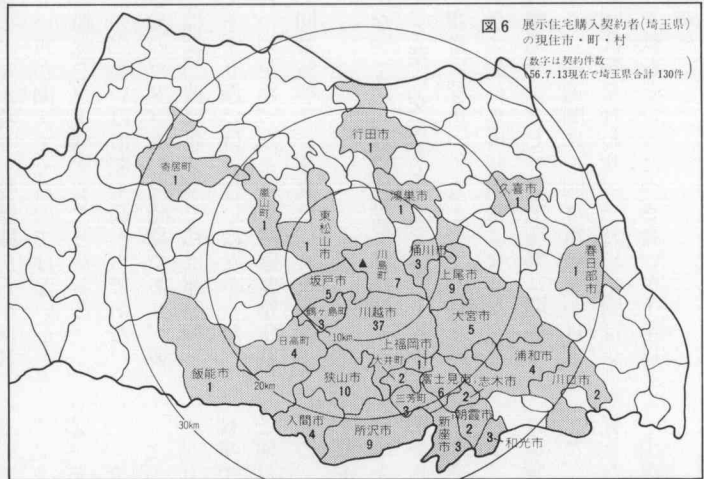 図6 展示住宅購入契約者(埼玉県)
の現住市・町・村
(数字は契約件数
56.7.13現在で埼玉県合計130件)
行田市
1
寄居町
1
嵐山町
1
東松山市
1
鴻巣市
1
久喜市
1
春日部市
1
川島町
7
桶川市
3
上尾市
9
坂戸市
5
鶴ヶ島町
3
川越市
37
10km
大宮市
5
日高町
4
上福岡市
1
大井町
2
浦和市
4
川口市
2
飯能市
1
20km
狭山市
10
富士見市
6
志木市
2
三芳町
3
朝霞市
2
30km
入間市
4
所沢市
9
新座市
3
和光市
3